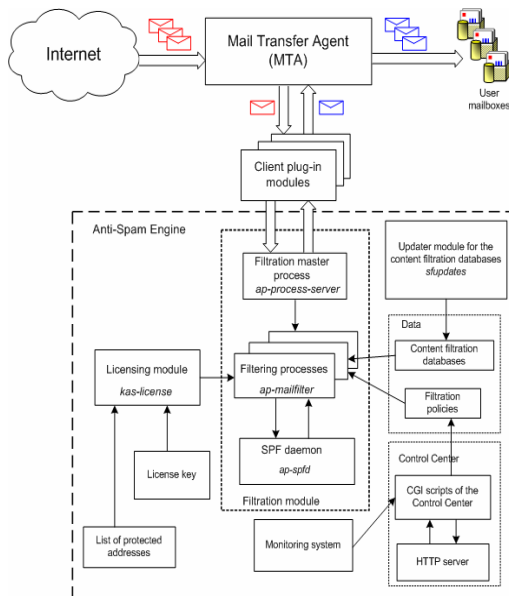 Internet
Mail Transfer Agent
(MTA)
User
mailboxes
Client plug-in
modules
Anti-Spam Engine
Filtration master
process
ap-process-server
Updater module for the
content filtration databases
sfupdates
Data
Content filtration
databases
Filtration
policies
Licensing module
kas-license
Filtering processes
ap-mailfilter
SPF daemon
ap-spfd
Filtration module
License key
List of protected
addresses
Control Center
CGI scripts of the
Control Center
Monitoring system
HTTP server